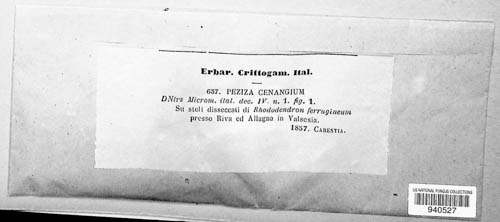 Erbar. Crittogam. Ital.
637. PEZIZA CENANGIUM
DNtrs Microm. ital. dec. IV. n. 1. fig. 1.
Su steli disseccati di Rhododendron ferrugineum
presso Riva ed Allagna in Valsesia.
1857. CARESTIA.
US NATIONAL FUNGUS COLLECTIONS
940527